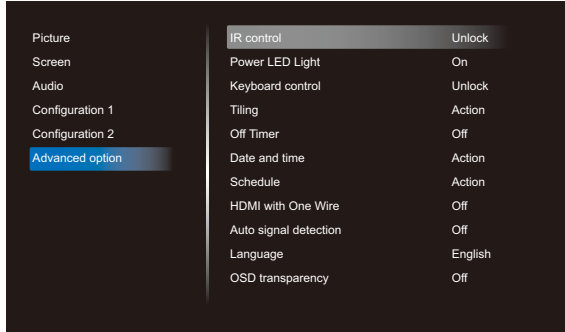 Picture
Screen
Audio
Configuration 1
Configuration 2
Advanced option
IR control Unlock
Power LED Light On
Keyboard control Unlock
Tiling Action
Off Timer Off
Date and time Action
Schedule Action
HDMI with One Wire Off
Auto signal detection Off
Language English
OSD transparency Off